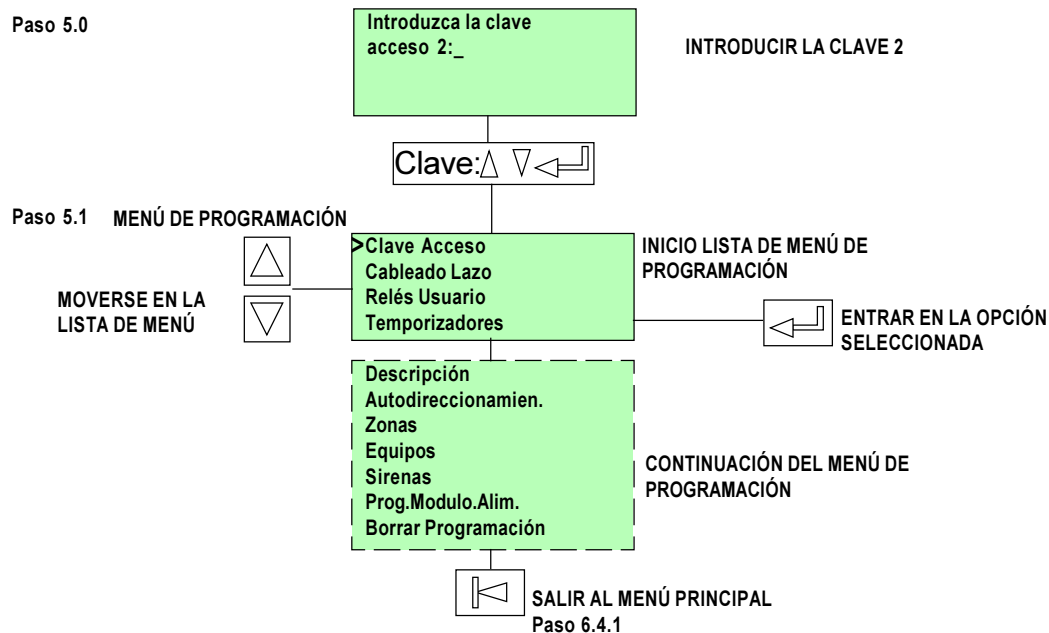 Paso 5.0
Introduzca la clave
acceso 2:_
INTRODUCIR LA CLAVE 2
Clave:
Paso 5.1
MENÚ DE PROGRAMACIÓN
>Clave Acceso
Cableado Lazo
Relés Usuario
Temporizadores
INICIO LISTA DE MENÚ DE
PROGRAMACIÓN
MOVERSE EN LA
LISTA DE MENÚ
ENTRAR EN LA OPCIÓN
SELECCIONADA
Descripción
Autodireccionamien.
Zonas
Equipos
Sirenas
Prog.Modulo.Alim.
Borrar Programación
CONTINUACIÓN DEL MENÚ DE
PROGRAMACIÓN
SALIR AL MENÚ PRINCIPAL
Paso 6.4.1